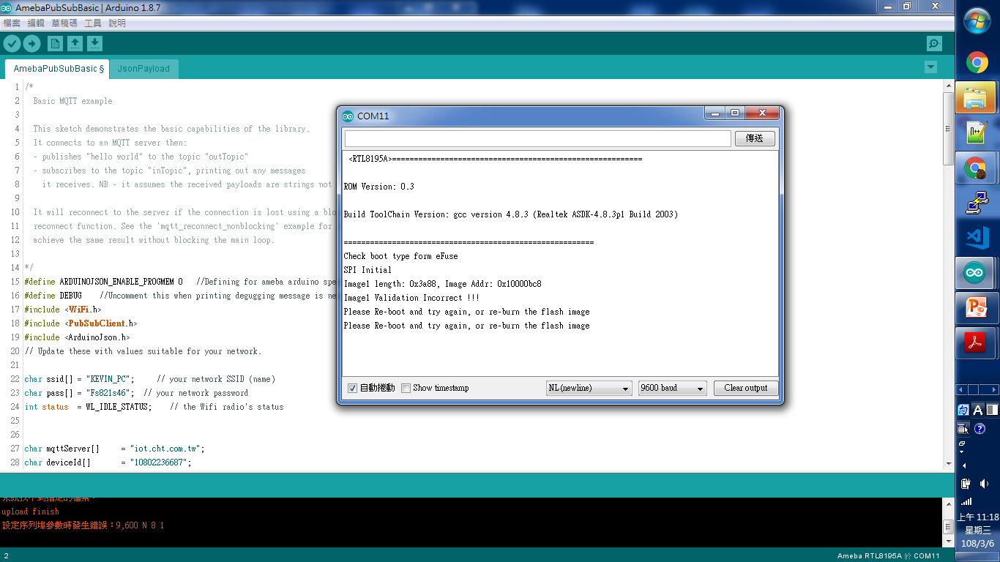 AmebaPubSubBasic | Arduino 1.8.7
檔案 編輯 草稿碼 工具 說明
AmebaPubSubBasic §
JsonPayload
1 /*
2 Basic MQTT example
3
4 This sketch demonstrates the basic capabilities of the library.
5 It connects to an MQTT server then:
6 - publishes "hello world" to the topic "outTopic"
7 - subscribes to the topic "inTopic", printing out any messages
8 it receives. NB - it assumes the received payloads are strings not
9
10 It will reconnect to the server if the connection is lost using a blo
11 reconnect function. See the 'mqtt_reconnect_nonblocking' example for
12 achieve the same result without blocking the main loop.
13
14 */
15 #define ARDUINOJSON_ENABLE_PROGMEM 0 //Defining for ameba arduino spe
16 #define DEBUG //Uncomment this when printing degugging message is ne
17 #include <WiFi.h>
18 #include <PubSubClient.h>
19 #include <ArduinoJson.h>
20 // Update these with values suitable for your network.
21
22 char ssid[] = "KEVIN_PC"; // your network SSID (name)
23 char pass[] = "Fs821s46"; // your network password
24 int status = WL_IDLE_STATUS; // the Wifi radio's status
25
26
27 char mqttServer[] = "iot.cht.com.tw";
28 char deviceId[] = "10802236687";
COM11
傳送
<RTL8195A>=========================================================
ROM Version: 0.3
Build ToolChain Version: gcc version 4.8.3 (Realtek ASDK-4.8.3p1 Build 2003)
=========================================================
Check boot type form eFuse
SPI Initial
Image1 length: 0x3a88, Image Addr: 0x10000bc8
Image1 Validation Incorrect !!!
Please Re-boot and try again, or re-burn the flash image
Please Re-boot and try again, or re-burn the flash image
自動捲動 Show timestamp NL(newline) 9600 baud Clear output
系統找不到指定的檔案。
upload finish
設定序列埠參數時發生錯誤：9,600 N 8 1
2
Ameba RTL8195A 於 COM11
上午 11:18
星期三
108/3/6